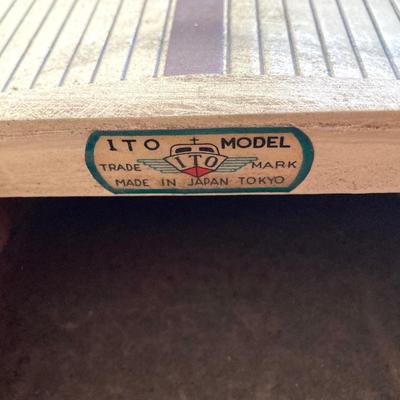 ITO MODEL
TRADE ITO MARK
MADE IN JAPAN TOKYO